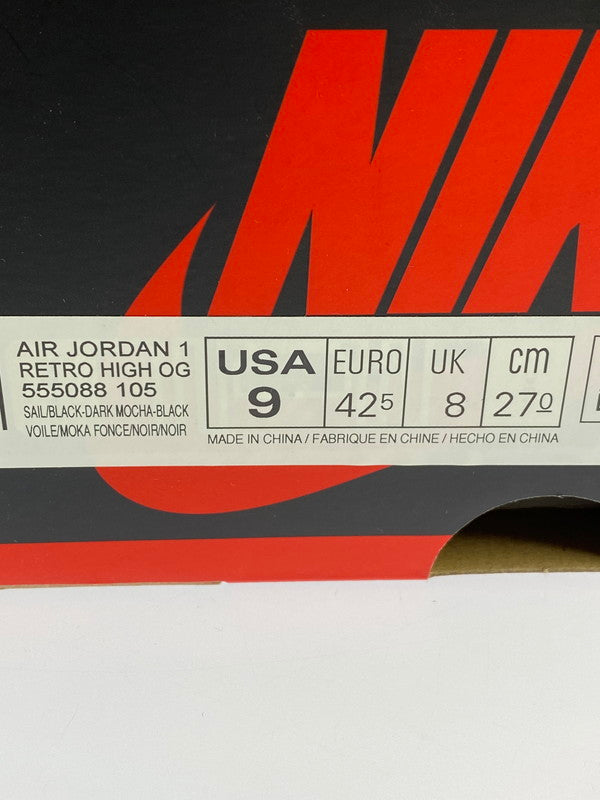 NIK
AIR JORDAN 1
RETRO HIGH OG
555088 105
SAIL/BLACK-DARK MOCHA-BLACK
VOILE/MOKA FONCE/NOIR/NOIR
USA EURO UK cm
9 425 8 270
MADE IN CHINA / FABRIQUE EN CHINE / HECHO EN CHINA